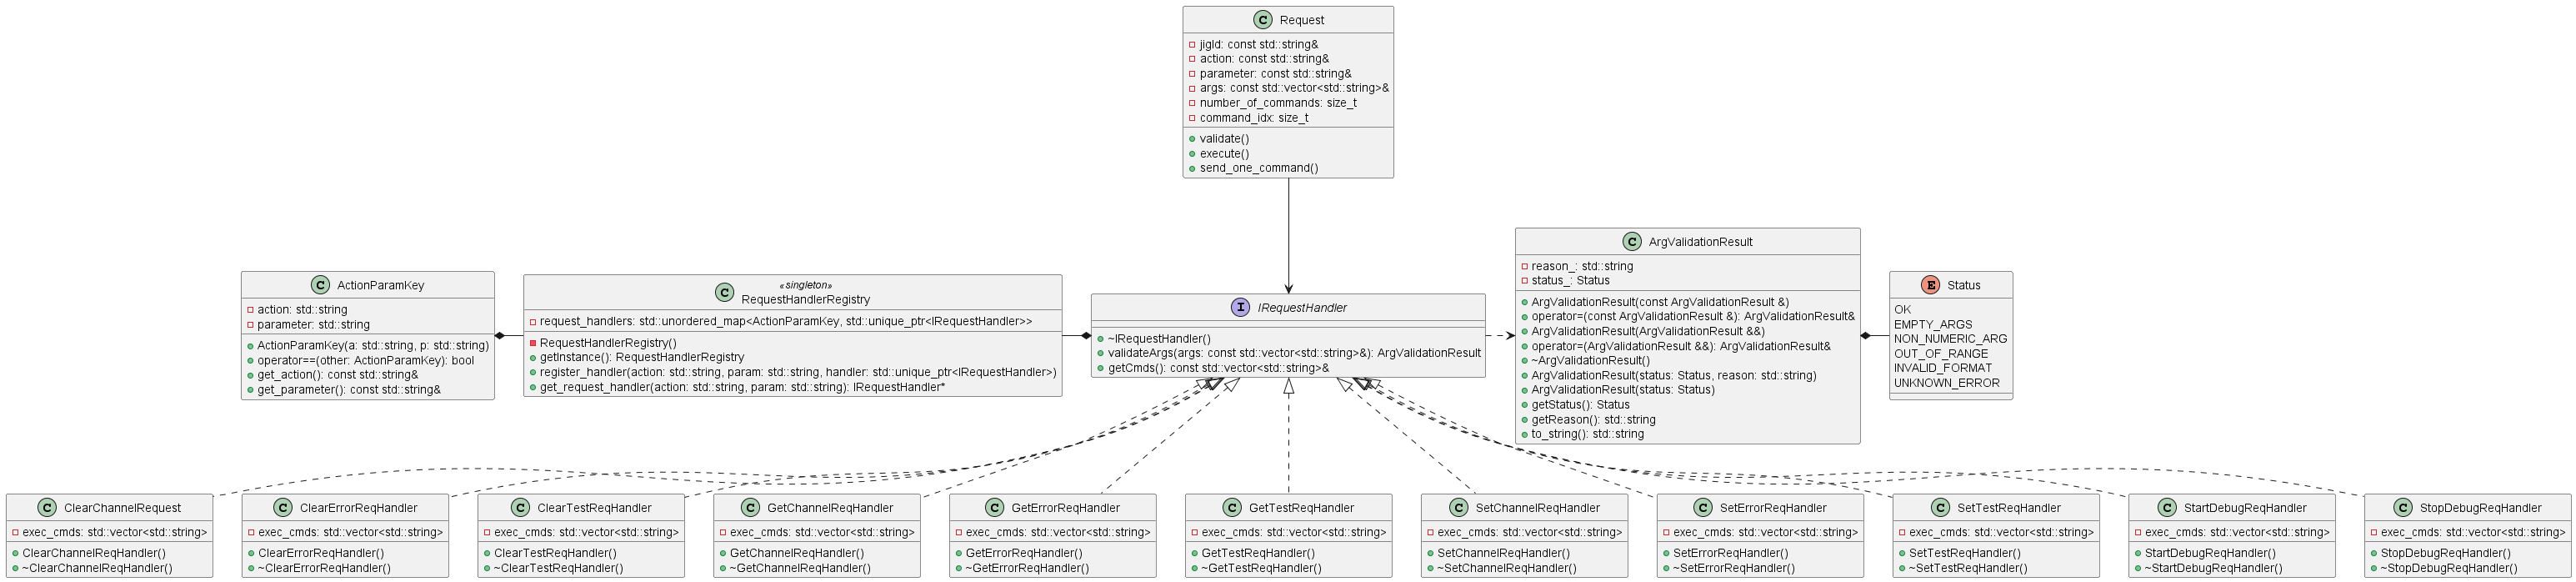 C Request
jigId: const std::string&
action: const std::string&
parameter: const std::string&
args: const std::vector<std::string>&
number_of_commands: size_t
command_idx: size_t
validate()
execute()
send_one_command()
C ActionParamKey
action: std::string
parameter: std::string
ActionParamKey(a: std::string, p: std::string)
operator==(other: ActionParamKey): bool
get_action(): const std::string&
get_parameter(): const std::string&
«singleton»
C RequestHandlerRegistry
request_handlers: std::unordered_map<ActionParamKey, std::unique_ptr<IRequestHandler>>
RequestHandlerRegistry()
getInstance(): RequestHandlerRegistry
register_handler(action: std::string, param: std::string, handler: std::unique_ptr<IRequestHandler>)
get_request_handler(action: std::string, param: std::string): IRequestHandler*
I IRequestHandler
~IRequestHandler()
validateArgs(args: const std::vector<std::string>&): ArgValidationResult
getCmds(): const std::vector<std::string>&
C ArgValidationResult
reason_: std::string
status_: Status
ArgValidationResult(const ArgValidationResult &)
operator=(const ArgValidationResult &): ArgValidationResult&
ArgValidationResult(ArgValidationResult &&)
operator=(ArgValidationResult &&): ArgValidationResult&
~ArgValidationResult()
ArgValidationResult(status: Status, reason: std::string)
ArgValidationResult(status: Status)
getStatus(): Status
getReason(): std::string
to_string(): std::string
E Status
OK
EMPTY_ARGS
NON_NUMERIC_ARG
OUT_OF_RANGE
INVALID_FORMAT
UNKNOWN_ERROR
C ClearChannelRequest
exec_cmds: std::vector<std::string>
ClearChannelReqHandler()
~ClearChannelReqHandler()
C ClearErrorReqHandler
exec_cmds: std::vector<std::string>
ClearErrorReqHandler()
~ClearErrorReqHandler()
C ClearTestReqHandler
exec_cmds: std::vector<std::string>
ClearTestReqHandler()
~ClearTestReqHandler()
C GetChannelReqHandler
exec_cmds: std::vector<std::string>
GetChannelReqHandler()
~GetChannelReqHandler()
C GetErrorReqHandler
exec_cmds: std::vector<std::string>
GetErrorReqHandler()
~GetErrorReqHandler()
C GetTestReqHandler
exec_cmds: std::vector<std::string>
GetTestReqHandler()
~GetTestReqHandler()
C SetChannelReqHandler
exec_cmds: std::vector<std::string>
SetChannelReqHandler()
~SetChannelReqHandler()
C SetErrorReqHandler
exec_cmds: std::vector<std::string>
SetErrorReqHandler()
~SetErrorReqHandler()
C SetTestReqHandler
exec_cmds: std::vector<std::string>
SetTestReqHandler()
~SetTestReqHandler()
C StartDebugReqHandler
exec_cmds: std::vector<std::string>
StartDebugReqHandler()
~StartDebugReqHandler()
C StopDebugReqHandler
exec_cmds: std::vector<std::string>
StopDebugReqHandler()
~StopDebugReqHandler()